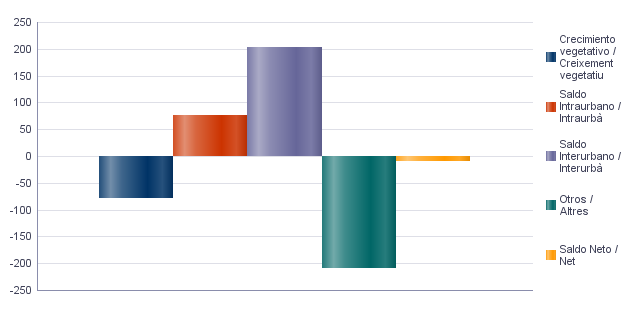 250
200
150
100
50
0
-50
-100
-150
-200
-250
Crecimiento
vegetativo /
Creixement
vegetatiu
Saldo
Intraurbano /
Intraurbà
Saldo
Interurbano /
Interurbà
Otros /
Altres
Saldo Neto /
Net